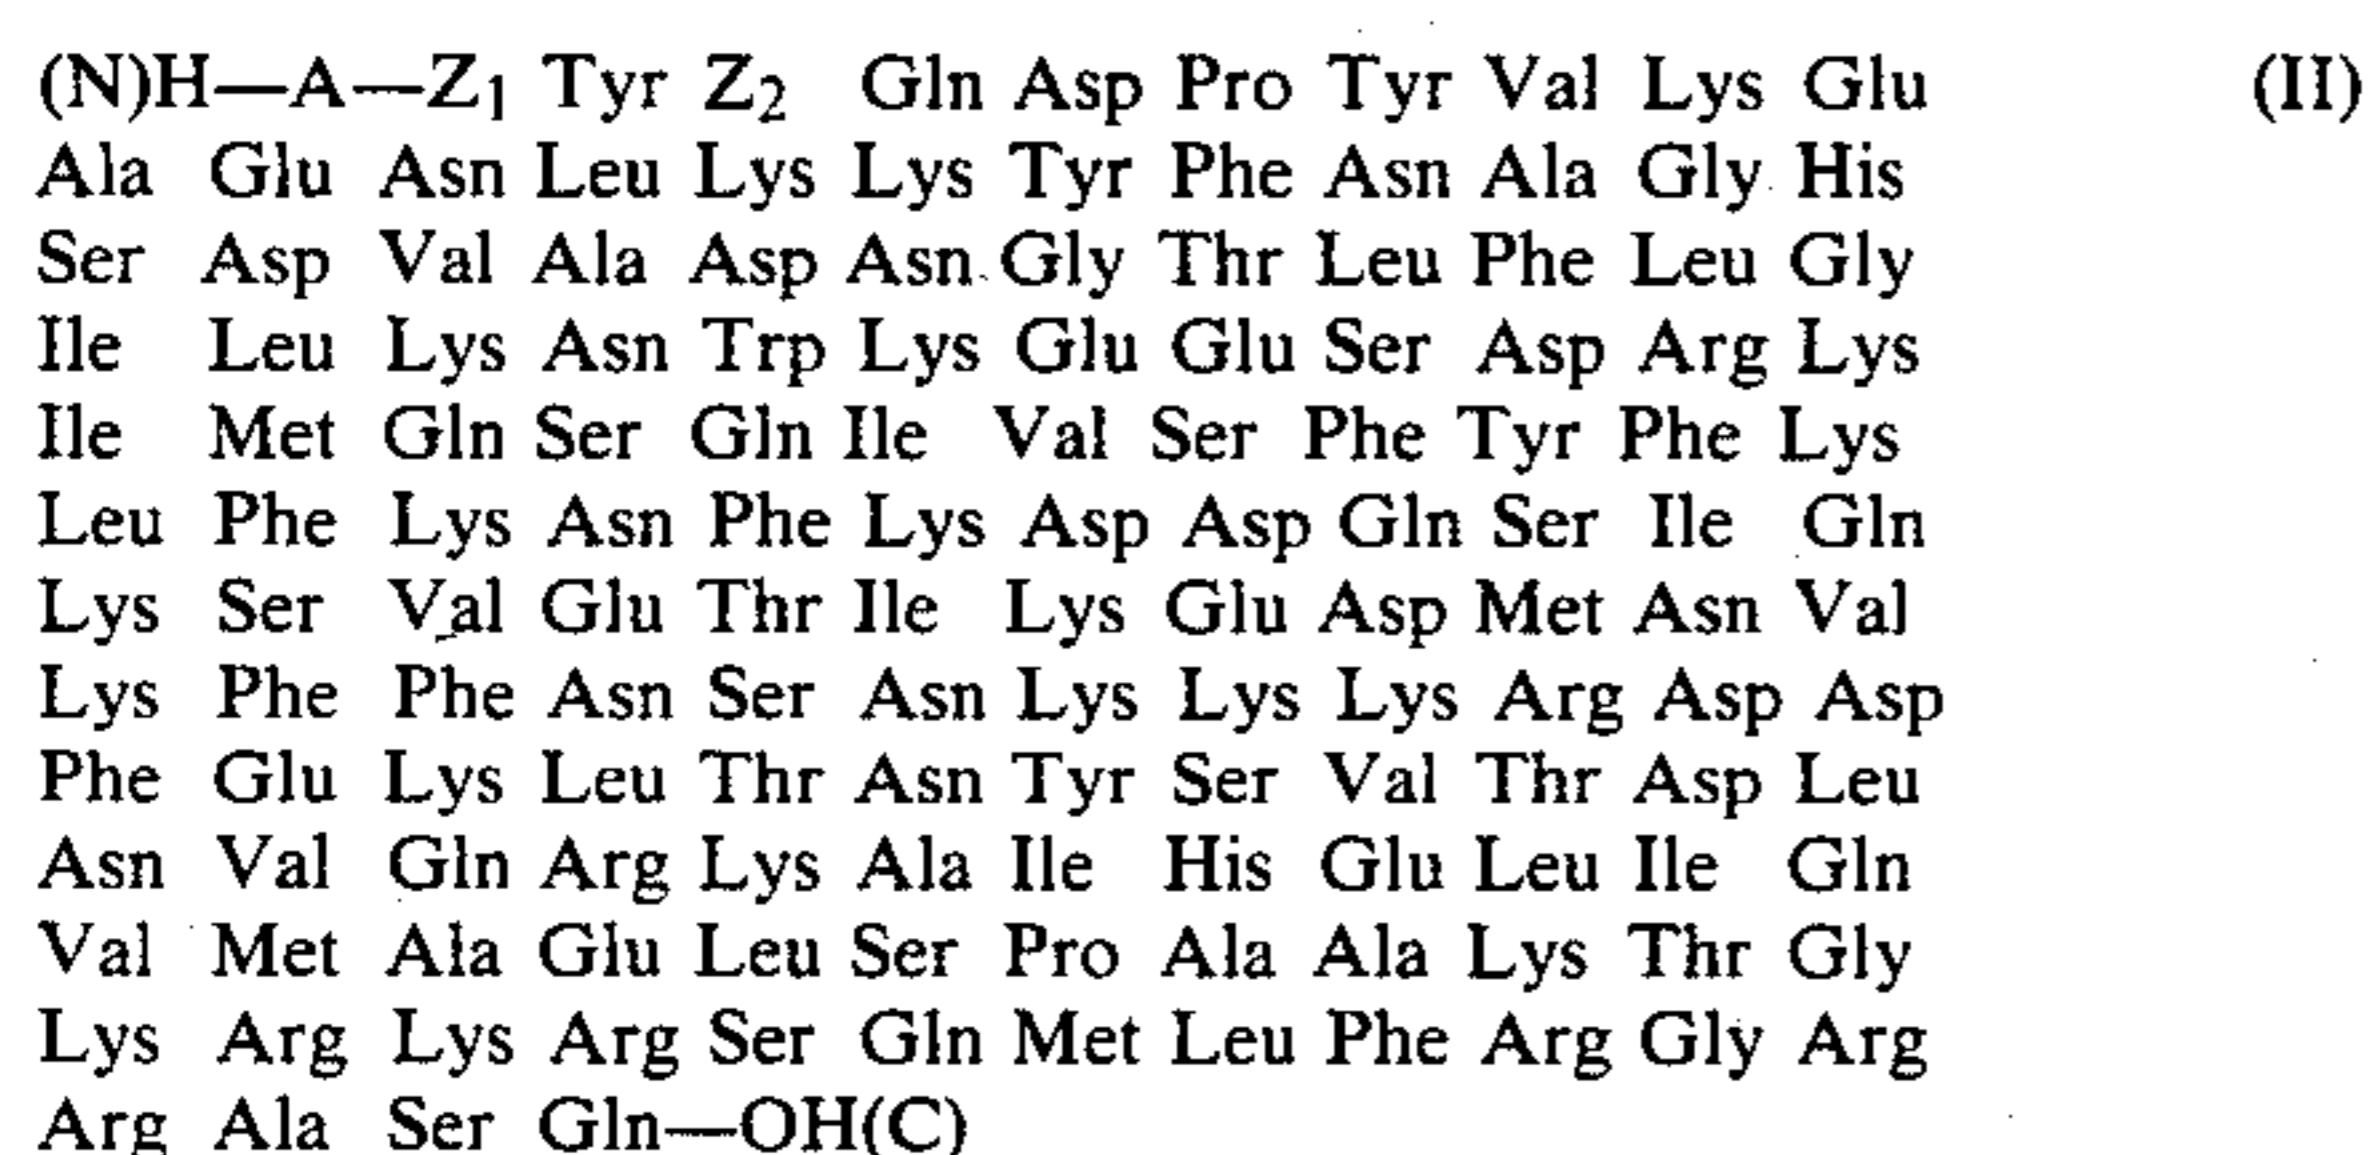 (N)H—A—Z₁ Tyr Z₂ Gln Asp Pro Tyr Val Lys Glu (II)
Ala Glu Asn Leu Lys Lys Tyr Phe Asn Ala Gly His
Ser Asp Val Ala Asp Asn Gly Thr Leu Phe Leu Gly
Ile Leu Lys Asn Trp Lys Glu Glu Ser Asp Arg Lys
Ile Met Gln Ser Gln Ile Val Ser Phe Tyr Phe Lys
Leu Phe Lys Asn Phe Lys Asp Asp Gln Ser Ile Gln
Lys Ser Val Glu Thr Ile Lys Glu Asp Met Asn Val
Lys Phe Phe Asn Ser Asn Lys Lys Lys Arg Asp Asp
Phe Glu Lys Leu Thr Asn Tyr Ser Val Thr Asp Leu
Asn Val Gln Arg Lys Ala Ile His Glu Leu Ile Gln
Val Met Ala Glu Leu Ser Pro Ala Ala Lys Thr Gly
Lys Arg Lys Arg Ser Gln Met Leu Phe Arg Gly Arg
Arg Ala Ser Gln—OH(C)